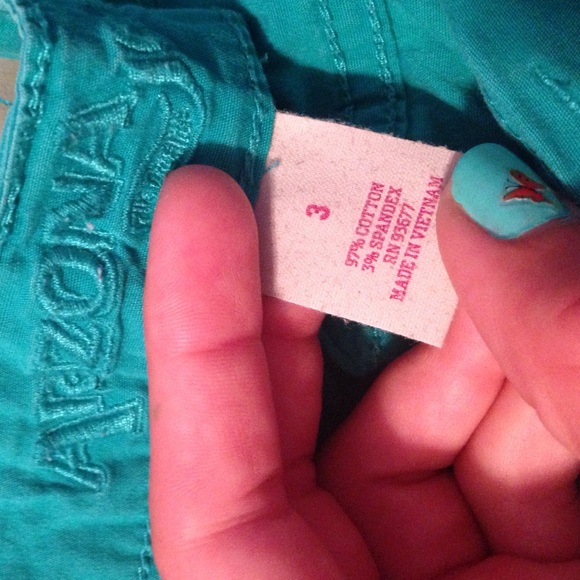 ARIZONA
3
97% COTTON
3% SPANDEX
RN 93677
MADE IN VIETNAM